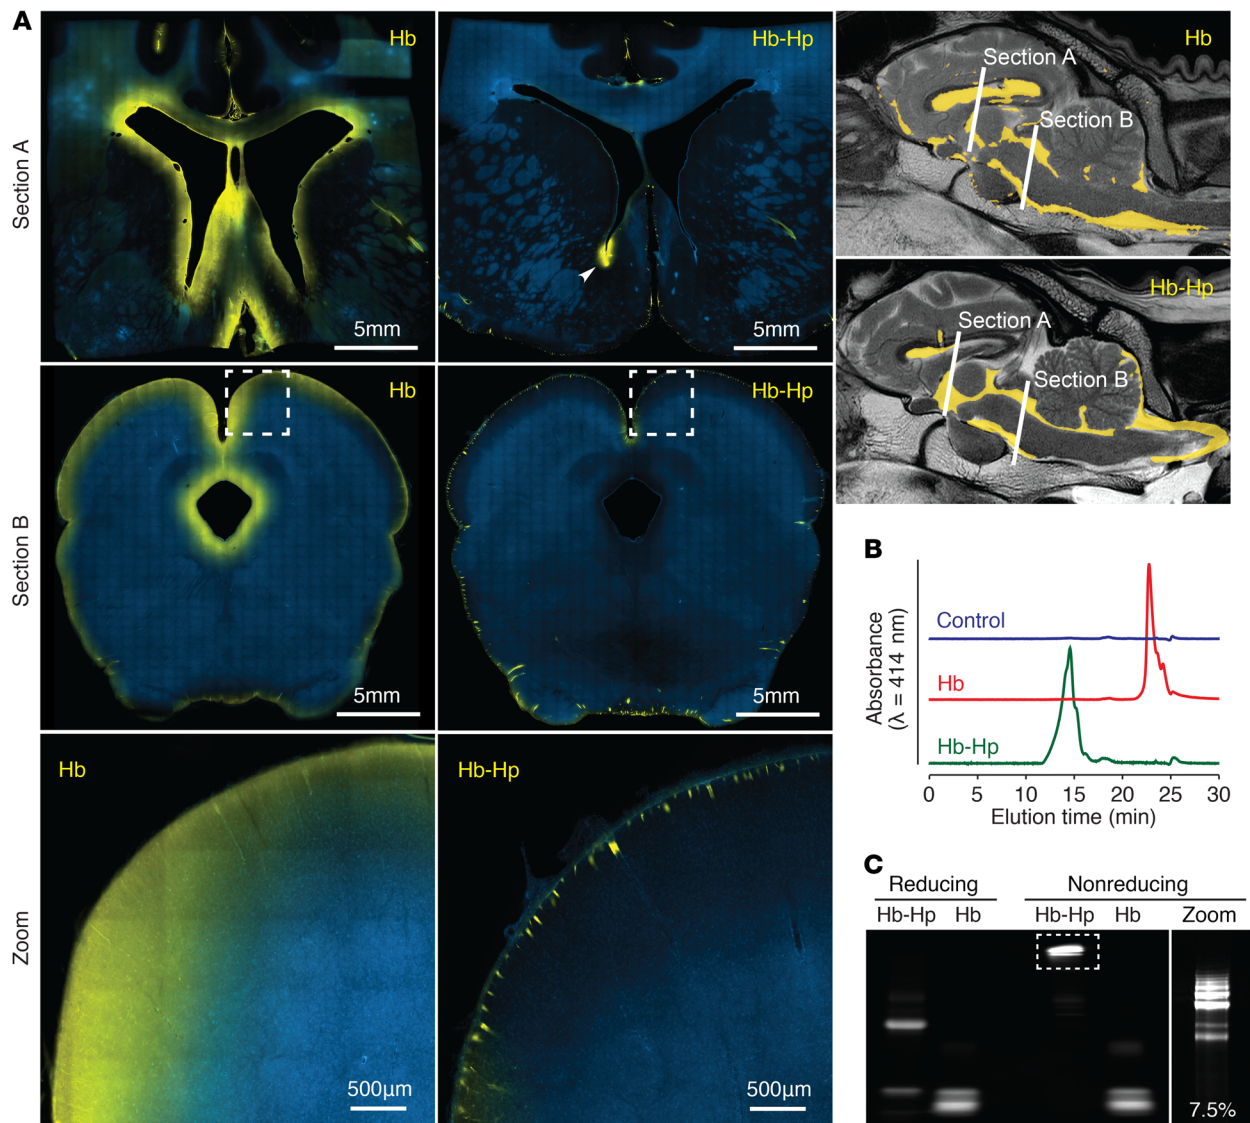 A
Section A
Hb
5mm
Hb-Hp
5mm
Hb
Section A
Section B
Hb-Hp
Section A
Section B
Section B
Hb
5mm
Hb-Hp
5mm
Zoom
Hb
500µm
Hb-Hp
500µm
B
Absorbance
(λ = 414 nm)
Control
Hb
Hb-Hp
0 5 10 15 20 25 30
Elution time (min)
C
Reducing Nonreducing
Hb-Hp Hb Hb-Hp Hb Zoom
7.5%